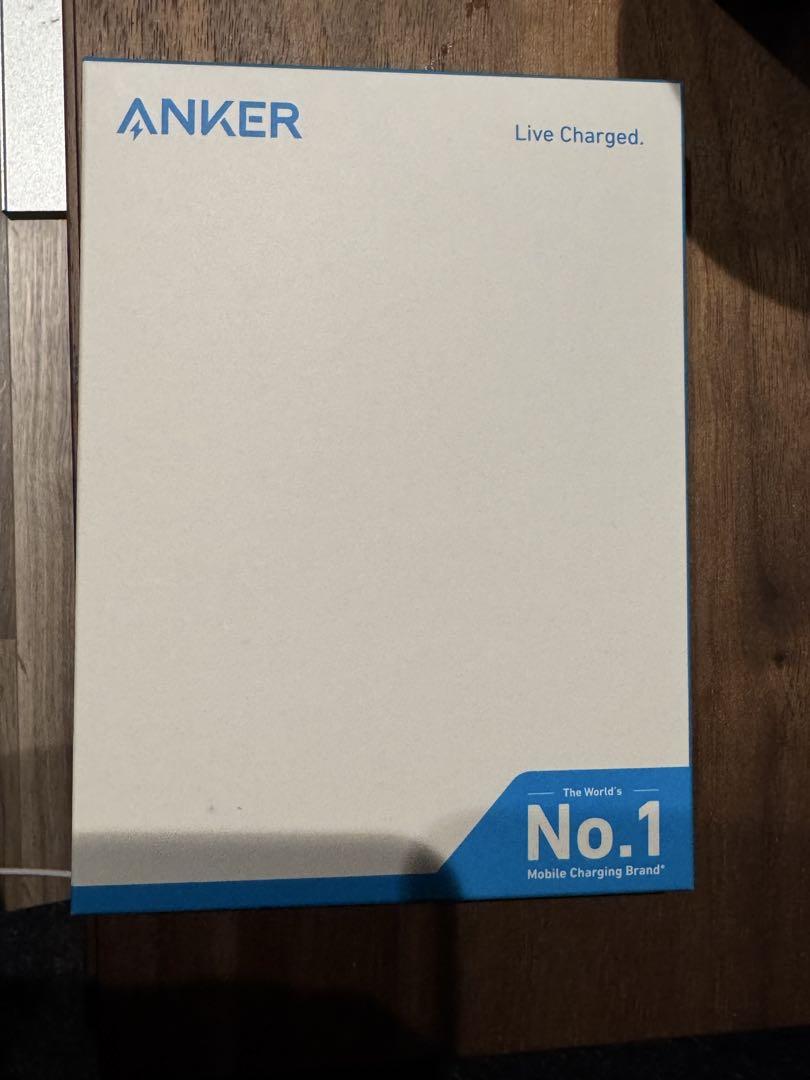 ANKER
Live Charged.
The World's
No.1
Mobile Charging Brand*